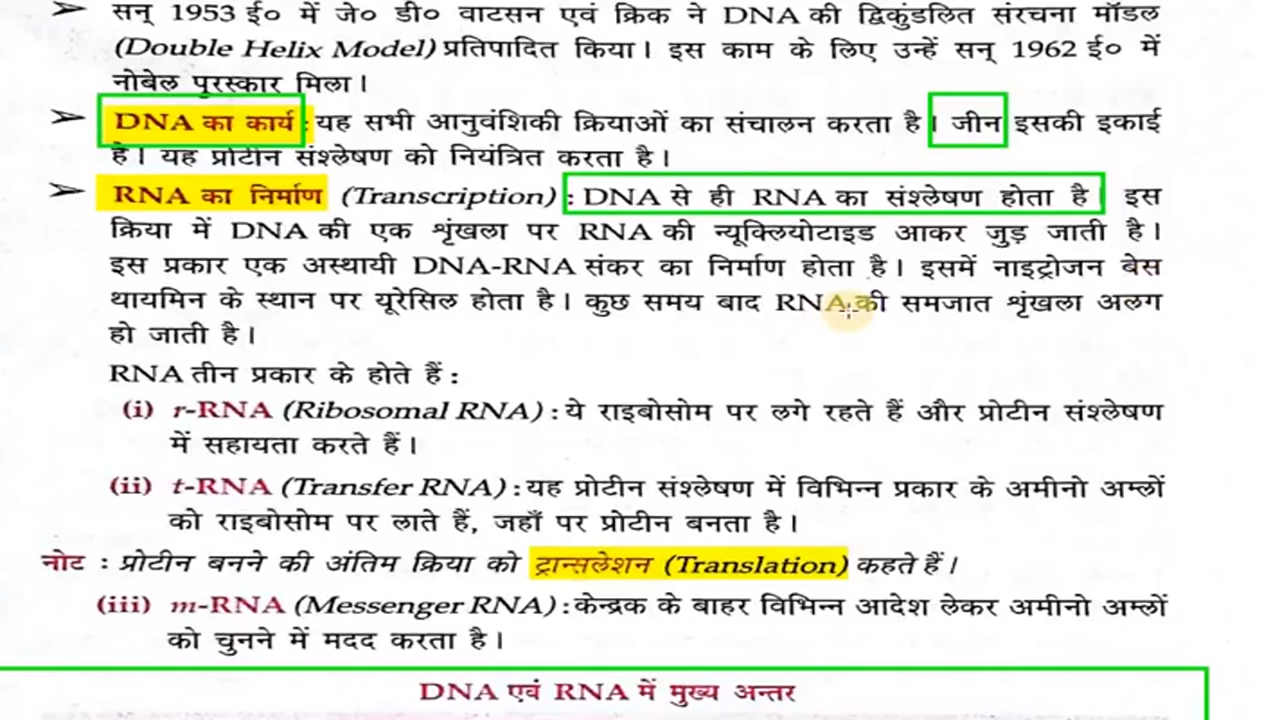 ➤ सन् 1953 ई० में जे० डी० वाटसन एवं क्रिक ने DNA की द्विकुंडलित संरचना मॉडल
(Double Helix Model) प्रतिपादित किया। इस काम के लिए उन्हें सन् 1962 ई० में
नोबेल पुरस्कार मिला।
➤ DNA का कार्य : यह सभी आनुवंशिकी क्रियाओं का संचालन करता है। जीन इसकी इकाई
है। यह प्रोटीन संश्लेषण को नियंत्रित करता है।
➤ RNA का निर्माण (Transcription) : DNA से ही RNA का संश्लेषण होता है। इस
क्रिया में DNA की एक शृंखला पर RNA की न्यूक्लियोटाइड आकर जुड़ जाती है।
इस प्रकार एक अस्थायी DNA-RNA संकर का निर्माण होता है। इसमें नाइट्रोजन बेस
थायमिन के स्थान पर यूरेसिल होता है। कुछ समय बाद RNA की समजात शृंखला अलग
हो जाती है।
RNA तीन प्रकार के होते हैं :
(i) r-RNA (Ribosomal RNA) : ये राइबोसोम पर लगे रहते हैं और प्रोटीन संश्लेषण
में सहायता करते हैं।
(ii) t-RNA (Transfer RNA) : यह प्रोटीन संश्लेषण में विभिन्न प्रकार के अमीनो अम्लों
को राइबोसोम पर लाते हैं, जहाँ पर प्रोटीन बनता है।
नोट : प्रोटीन बनने की अंतिम क्रिया को ट्रान्सलेशन (Translation) कहते हैं।
(iii) m-RNA (Messenger RNA) : केन्द्रक के बाहर विभिन्न आदेश लेकर अमीनो अम्लों
को चुनने में मदद करता है।
DNA एवं RNA में मुख्य अन्तर